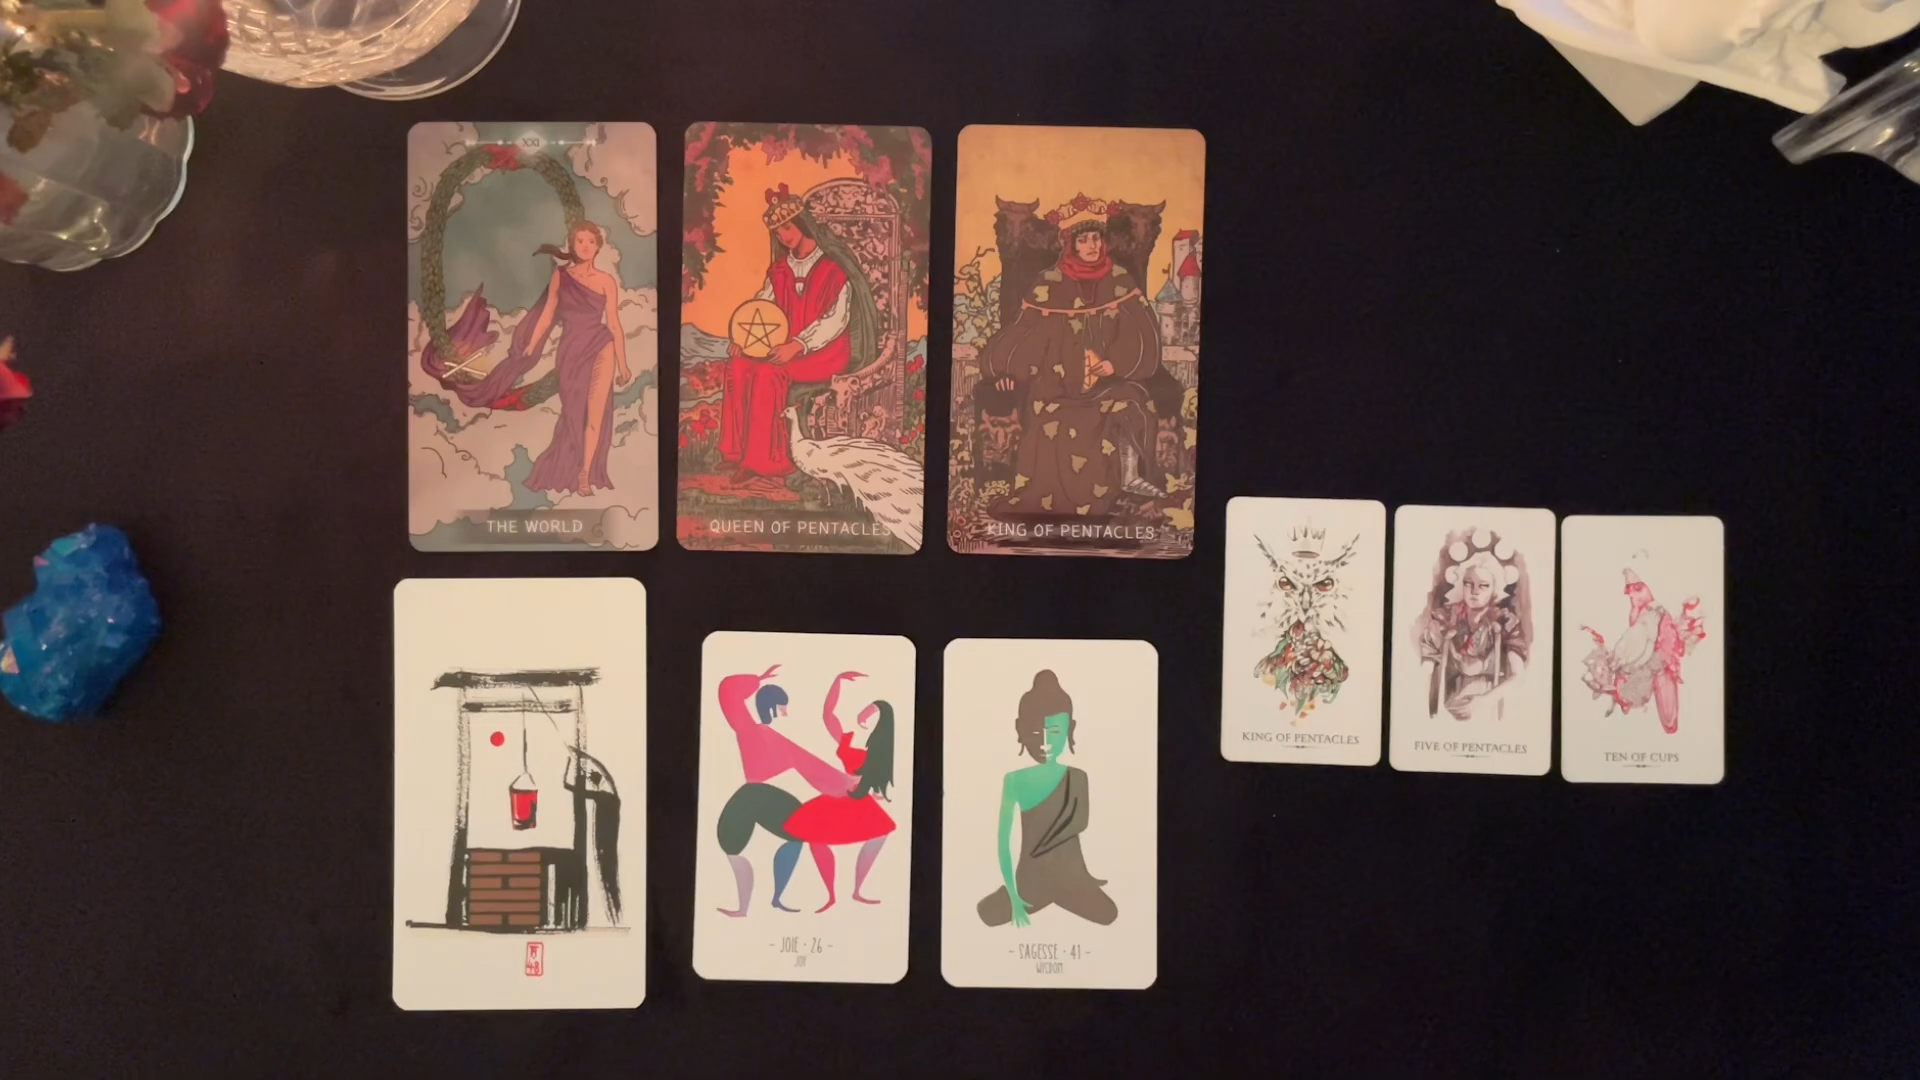 XXI
THE WORLD
QUEEN OF PENTACLES
KING OF PENTACLES
KING OF PENTACLES
FIVE OF PENTACLES
TEN OF CUPS
- JOIE · 26 -
JOY
- SAGESSE · 41 -
WISDOM